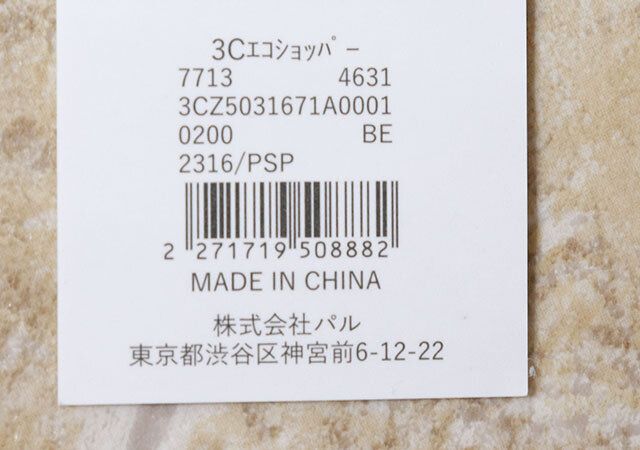 3Cｴｺｼｮｯﾊﾟｰ
7713 4631
3CZ5031671A0001
0200 BE
2316/PSP
2 271719 508882
MADE IN CHINA
株式会社パル
東京都渋谷区神宮前6-12-22